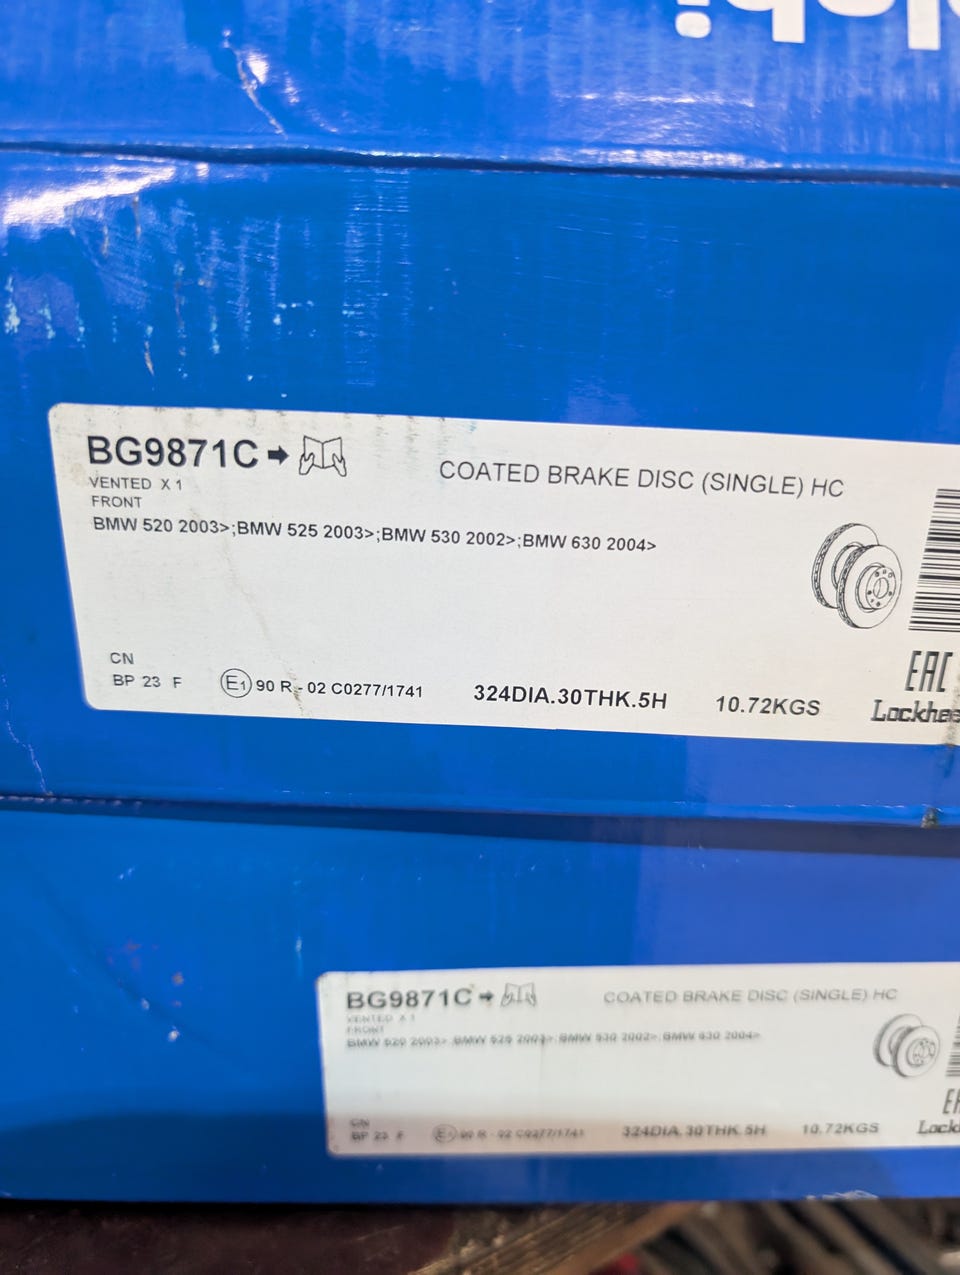 BG9871C
COATED BRAKE DISC (SINGLE) HC
VENTED X 1
FRONT
BMW 520 2003>;BMW 525 2003>;BMW 530 2002>;BMW 630 2004>
CN
BP 23 F
E1 90 R - 02 C0277/1741
324DIA.30THK.5H
10.72KGS
EAC
BG9871C
COATED BRAKE DISC (SINGLE) HC
VENTED X 1
FRONT
BMW 520 2003>;BMW 525 2003>;BMW 530 2002>;BMW 630 2004>
CN
BP 23 F
E1 90 R - 02 C0277/1741
324DIA.30THK.5H
10.72KGS